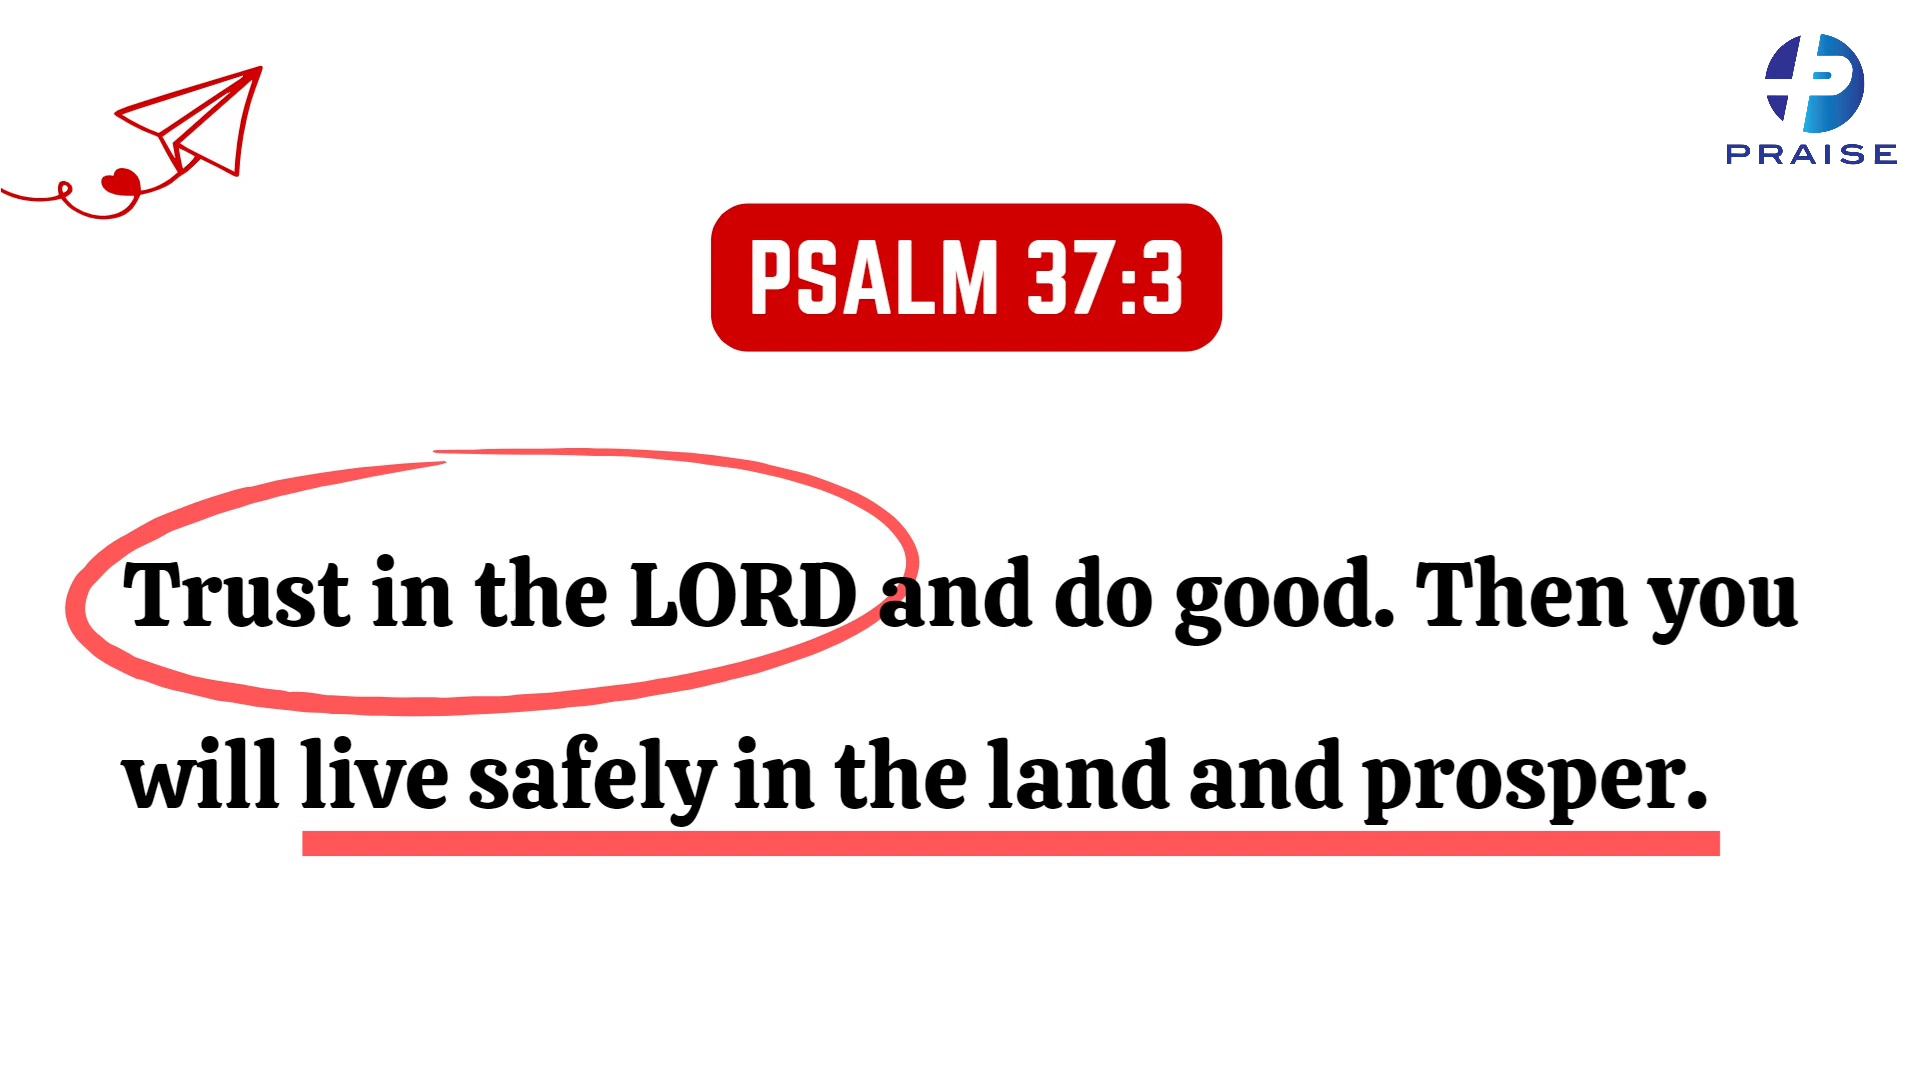 PRAISE
PSALM 37:3
Trust in the LORD and do good. Then you
will live safely in the land and prosper.